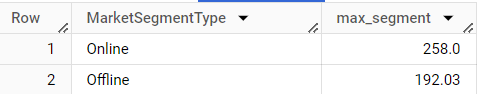 Row MarketSegmentType max_segment
1 Online 258.0
2 Offline 192.03